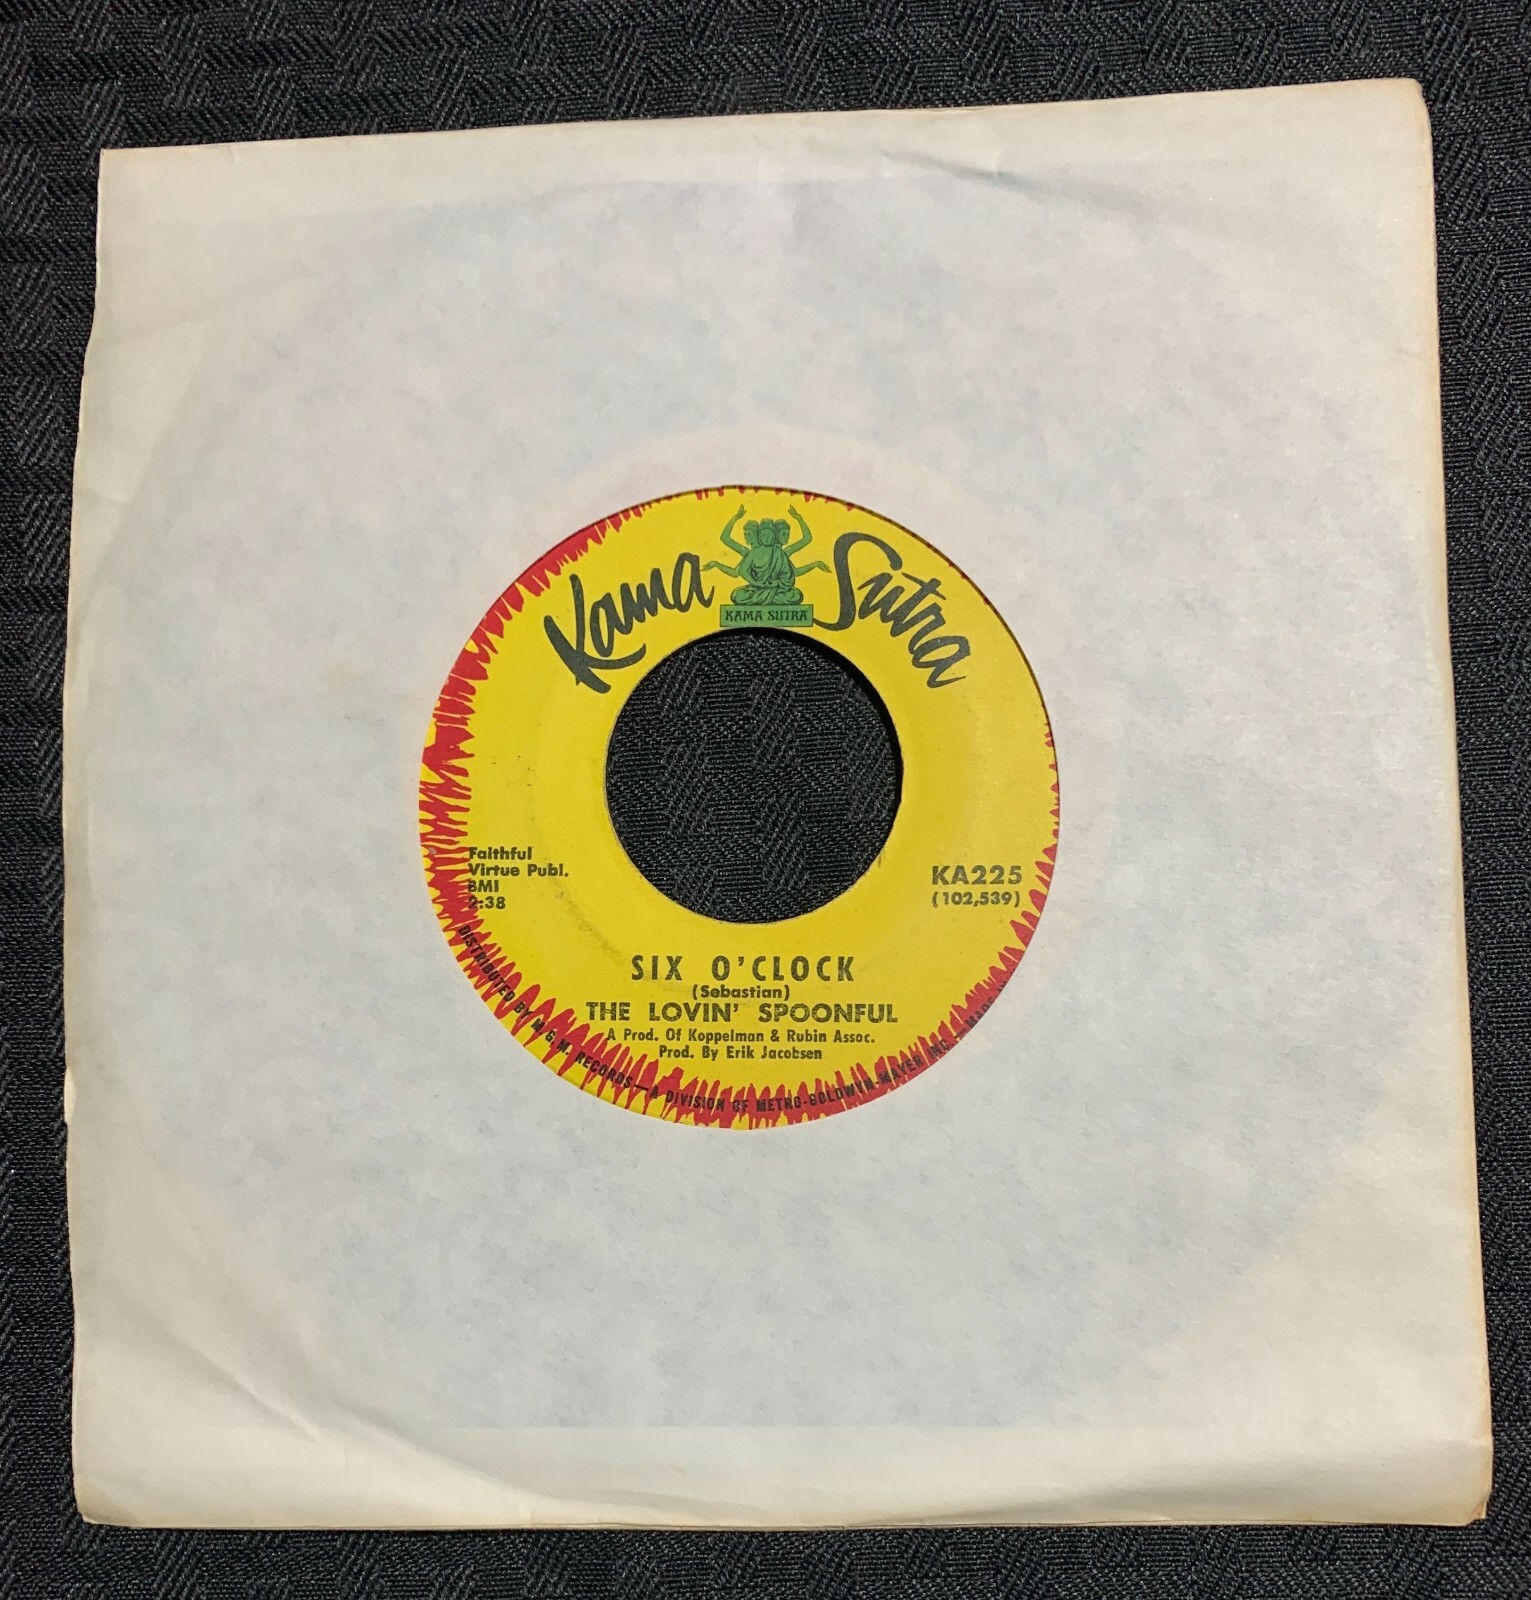 Kama Sutra
KAMA SUTRA
Faithful
Virtue Publ.
BMI
2:38
KA225
(102,539)
SIX O'CLOCK
(Sebastian)
THE LOVIN' SPOONFUL
A Prod. Of Koppelman & Rubin Assoc.
Prod. By Erik Jacobsen
DISTRIBUTED BY M.G.M. RECORDS—A DIVISION OF METRO-GOLDWYN-MAYER INC.—MADE